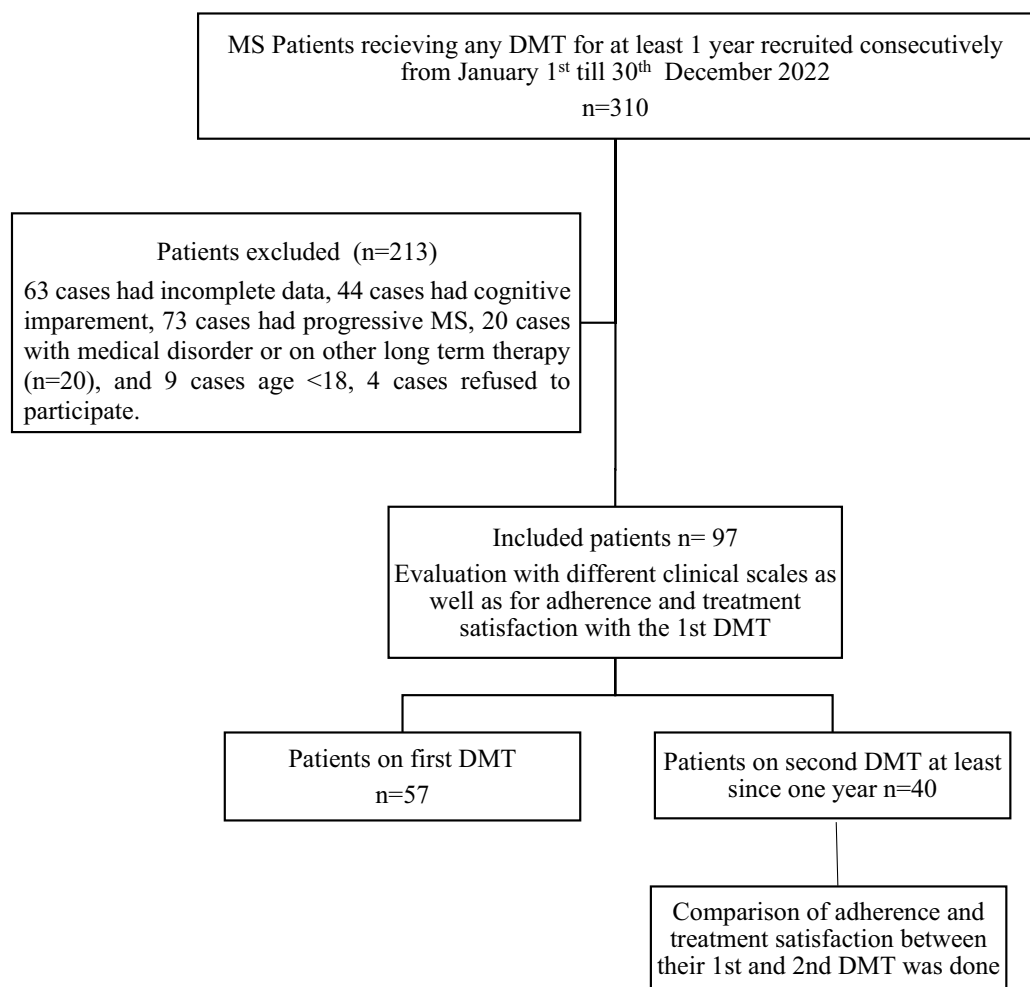 MS Patients recieving any DMT for at least 1 year recruited consecutively
from January 1st till 30th December 2022
n=310
Patients excluded (n=213)
63 cases had incomplete data, 44 cases had cognitive
imparement, 73 cases had progressive MS, 20 cases
with medical disorder or on other long term therapy
(n=20), and 9 cases age <18, 4 cases refused to
participate.
Included patients n= 97
Evaluation with different clinical scales as
well as for adherence and treatment
satisfaction with the 1st DMT
Patients on first DMT
n=57
Patients on second DMT at least
since one year n=40
Comparison of adherence and
treatment satisfaction between
their 1st and 2nd DMT was done